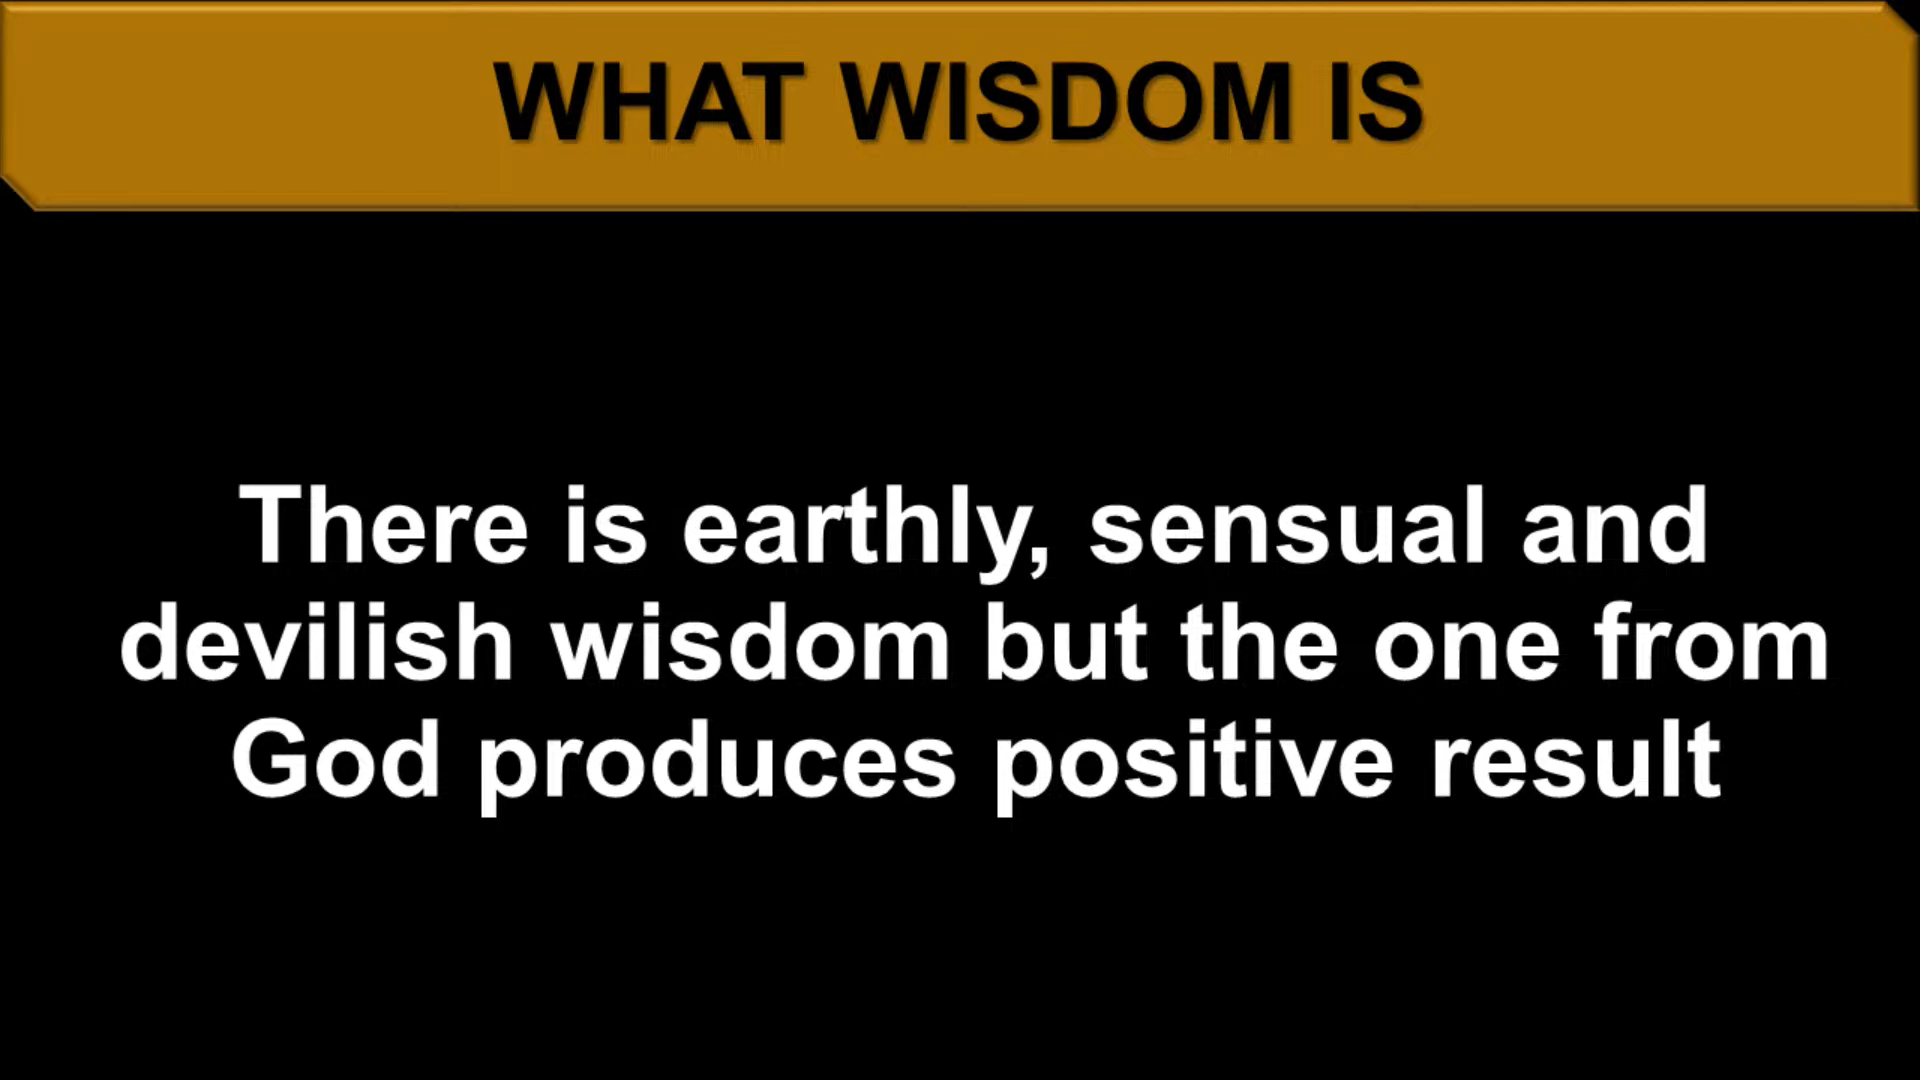 WHAT WISDOM IS
There is earthly, sensual and
devilish wisdom but the one from
God produces positive result